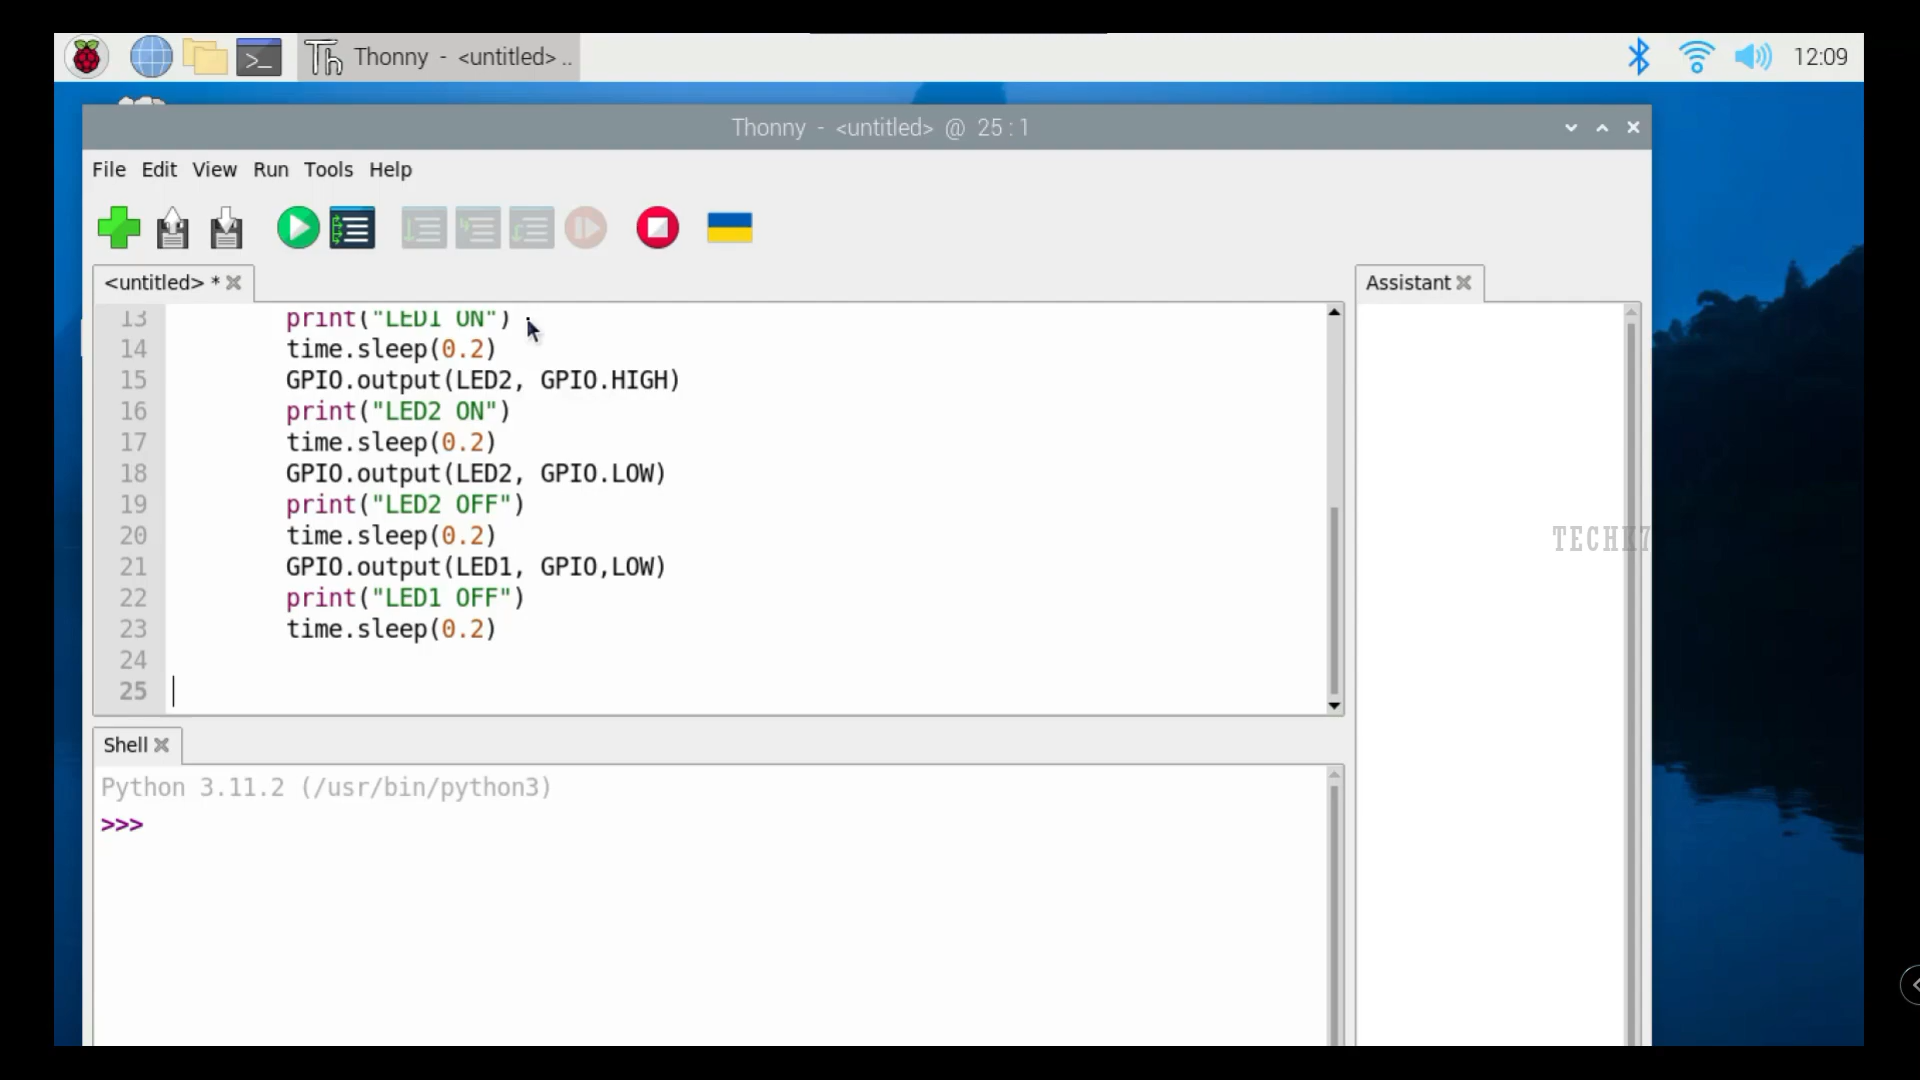 Thonny - <untitled> ..
12:09
Thonny - <untitled> @ 25 : 1
File Edit View Run Tools Help
<untitled> *
Assistant
13 print("LED1 ON")
14 time.sleep(0.2)
15 GPIO.output(LED2, GPIO.HIGH)
16 print("LED2 ON")
17 time.sleep(0.2)
18 GPIO.output(LED2, GPIO.LOW)
19 print("LED2 OFF")
20 time.sleep(0.2)
21 GPIO.output(LED1, GPIO,LOW)
22 print("LED1 OFF")
23 time.sleep(0.2)
24
25
TECHK7
Shell
Python 3.11.2 (/usr/bin/python3)
>>>